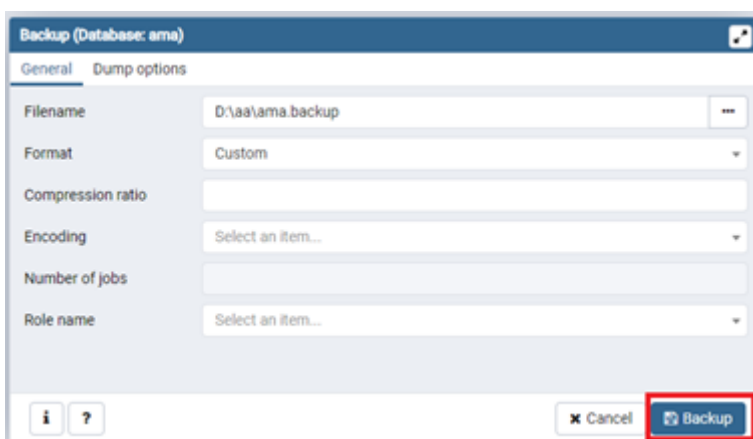 Backup (Database: ama)
General Dump options
Filename D:\aa\ama.backup
Format Custom
Compression ratio
Encoding Select an item...
Number of jobs
Role name Select an item...
i ? Cancel Backup